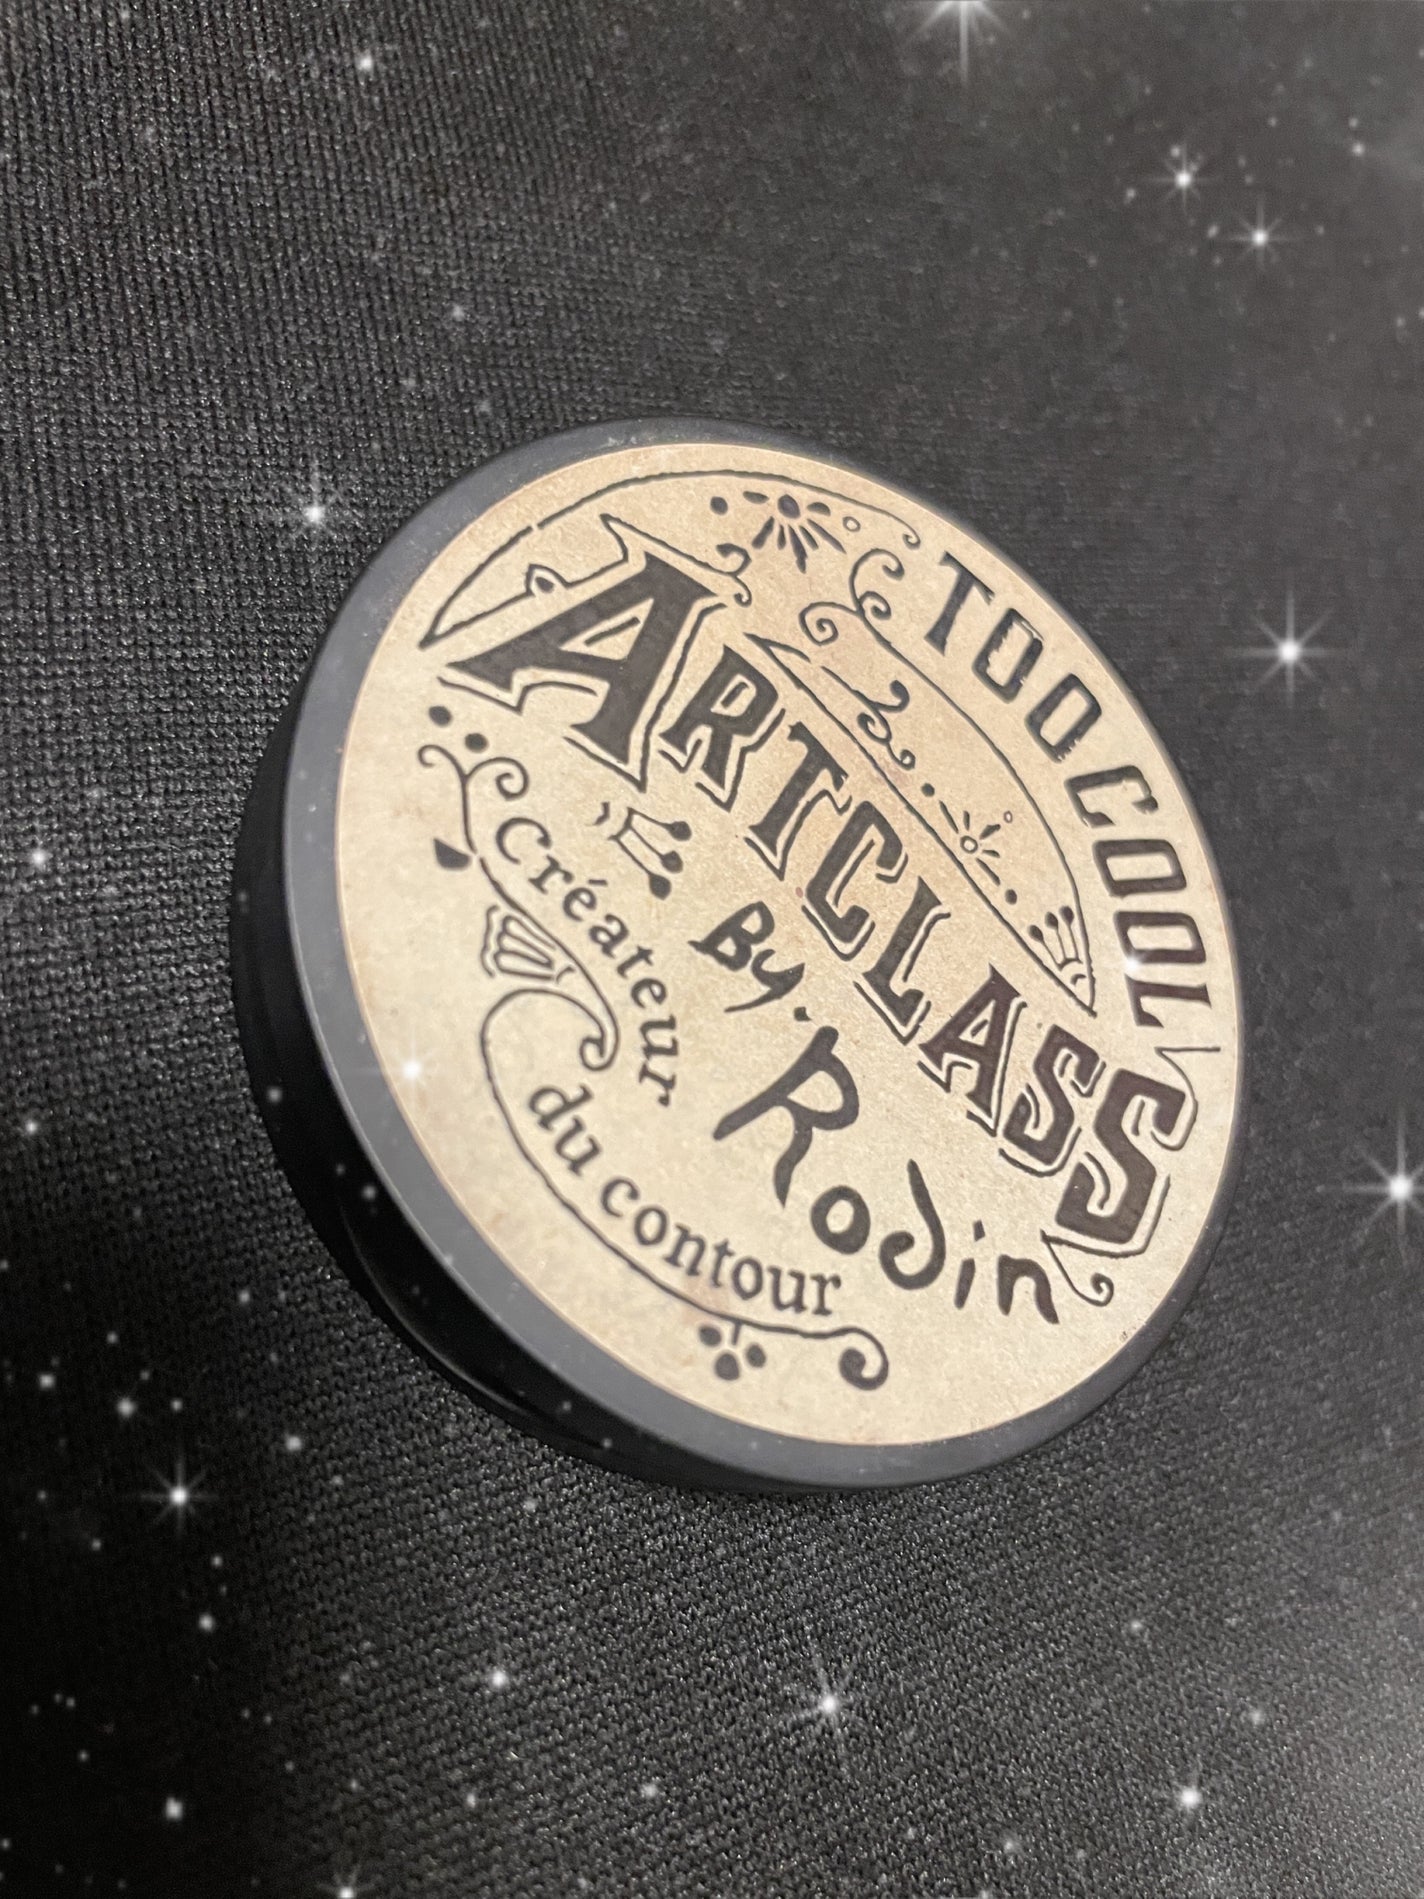 TOO COOL
ARTCLASS
By. Rodin
Créateur
du contour